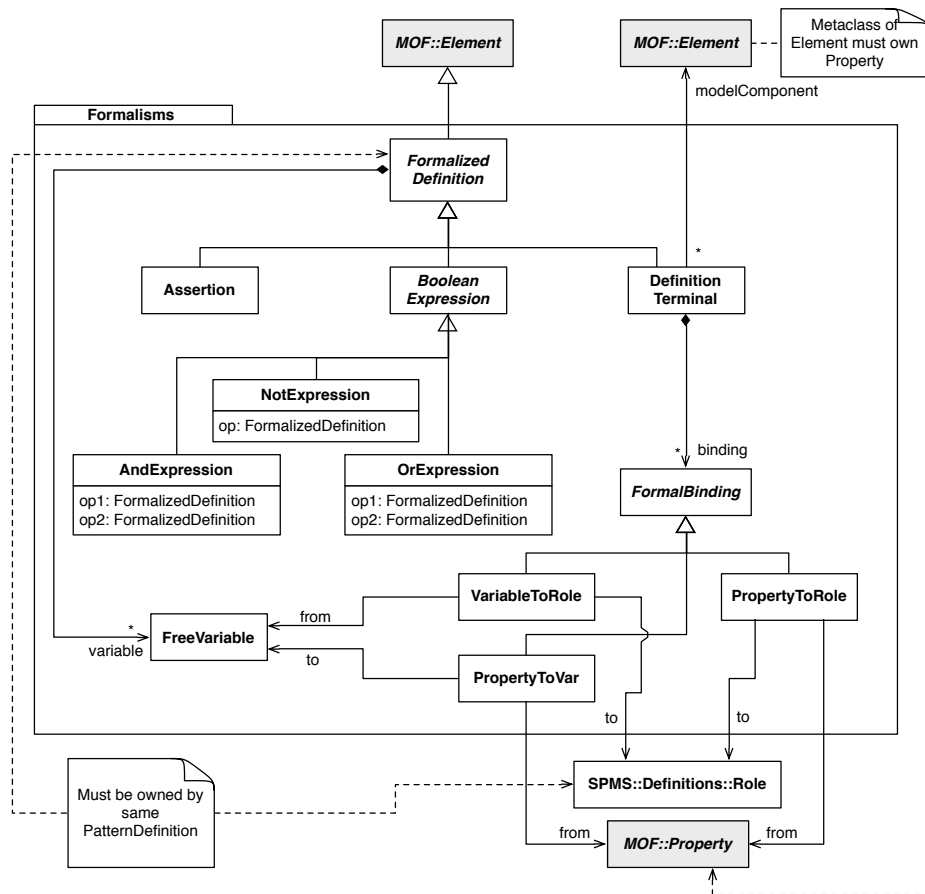 MOF::Element
MOF::Element
Metaclass of
Element must own
Property
modelComponent
Formalisms
Formalized
Definition
*
Assertion
Boolean
Expression
Definition
Terminal
NotExpression
op: FormalizedDefinition
AndExpression
op1: FormalizedDefinition
op2: FormalizedDefinition
OrExpression
op1: FormalizedDefinition
op2: FormalizedDefinition
* binding
FormalBinding
VariableToRole
PropertyToRole
from
*
variable
FreeVariable
to
PropertyToVar
to
to
Must be owned by
same
PatternDefinition
SPMS::Definitions::Role
from
MOF::Property
from